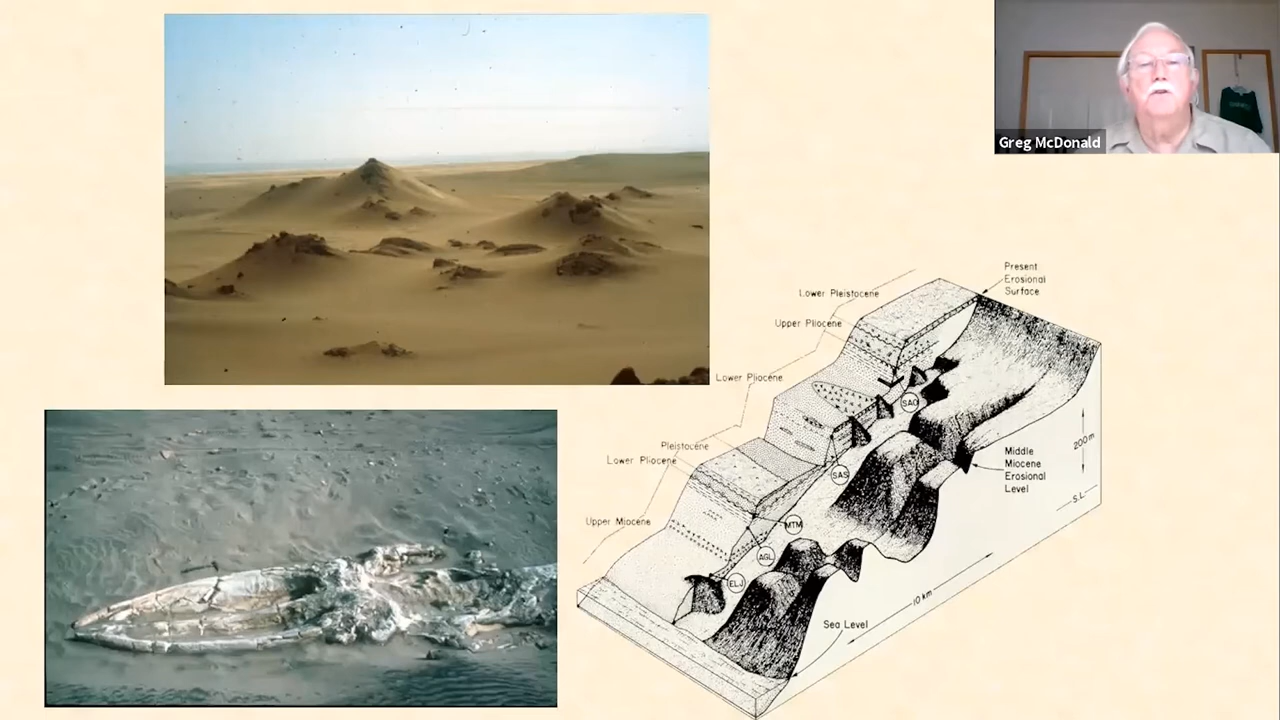 Greg McDonald
Present
Erosional
Surface
Lower Pleistocene
Upper Pliocene
Lower Pliocene
SAO
Pleistocene
Lower Pliocene
Middle
Miocene
Erosional
Level
200m
S.L.
SAS
Upper Miocene
MTM
AGL
ELJ
10 km
Sea Level